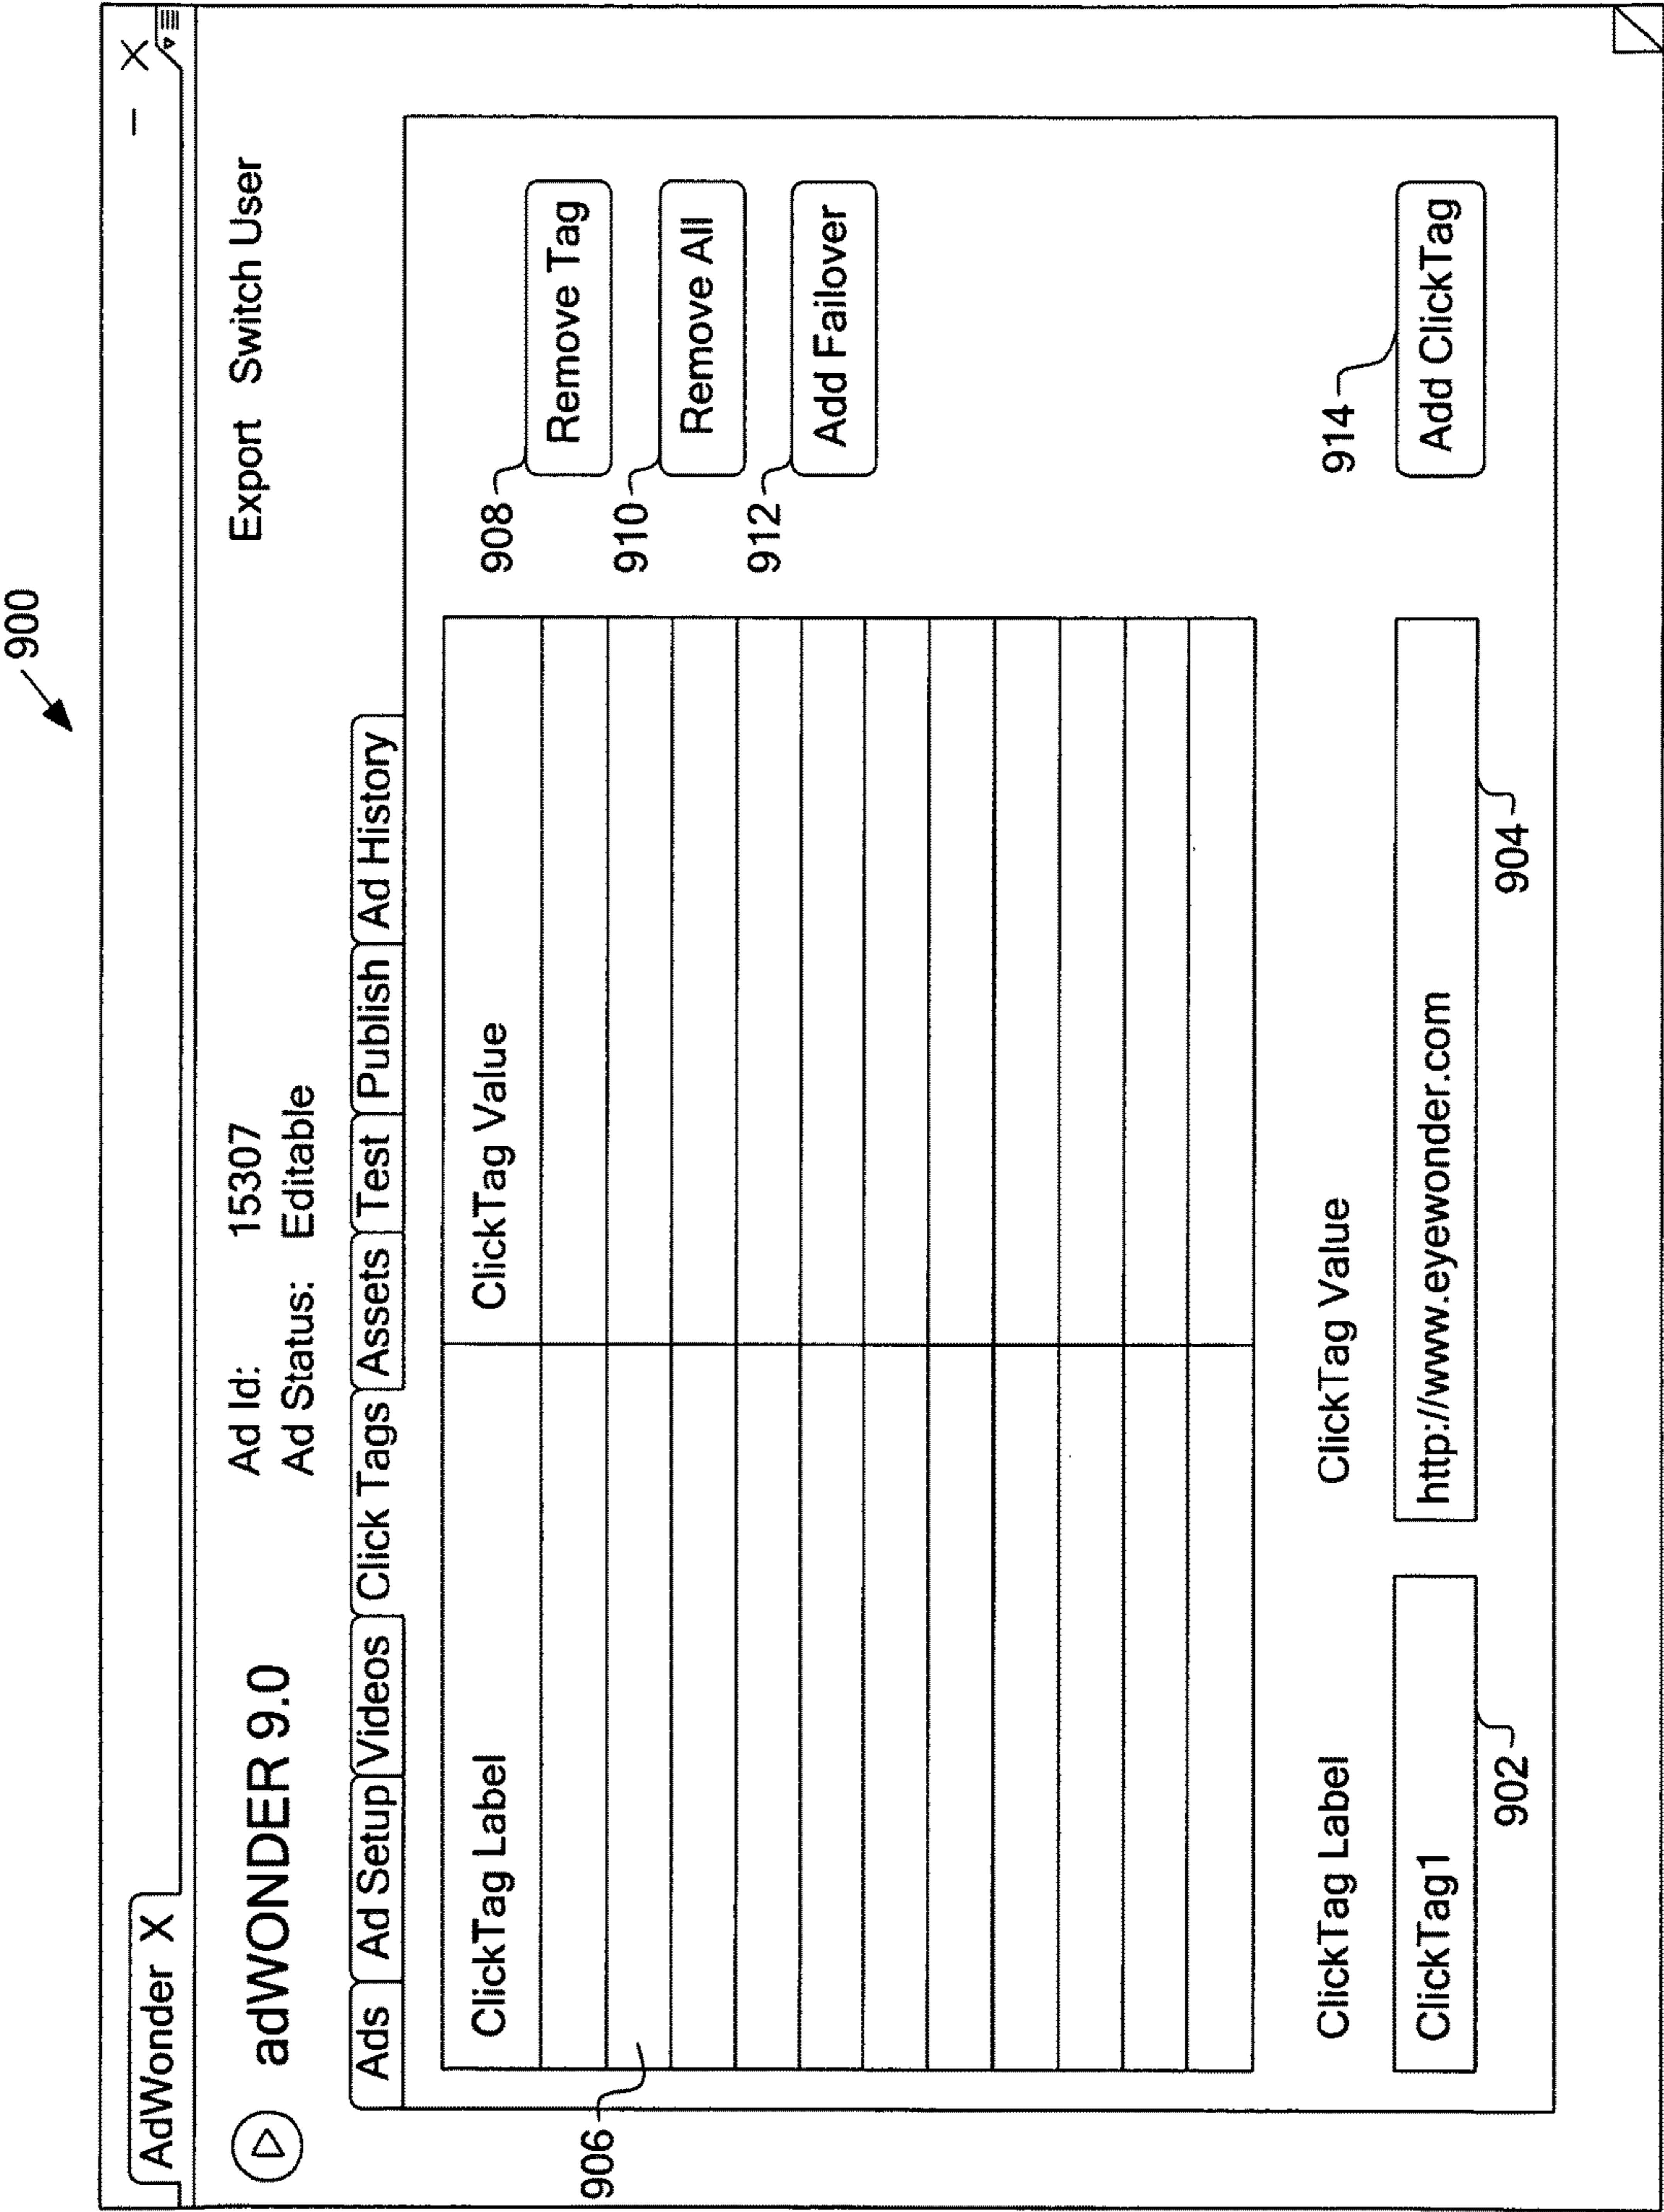 900
AdWonder X
– X
adWONDER 9.0
Ad Id: 15307
Ad Status: Editable
Export Switch User
Ads Ad Setup Videos Click Tags Assets Test Publish Ad History
ClickTag Label ClickTag Value
906
908
Remove Tag
910
Remove All
912
Add Failover
ClickTag Label ClickTag Value
914
ClickTag1 http://www.eyewonder.com Add ClickTag
902 904